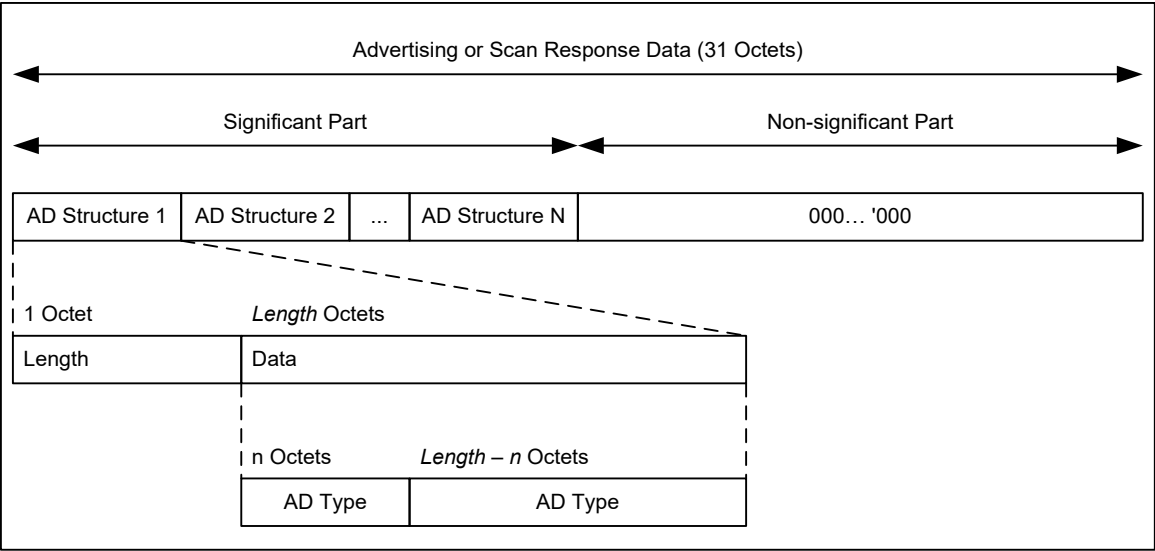 Advertising or Scan Response Data (31 Octets)
Significant Part Non-significant Part
AD Structure 1 AD Structure 2 ... AD Structure N 000… '000
1 Octet Length Octets
Length Data
n Octets Length – n Octets
AD Type AD Type